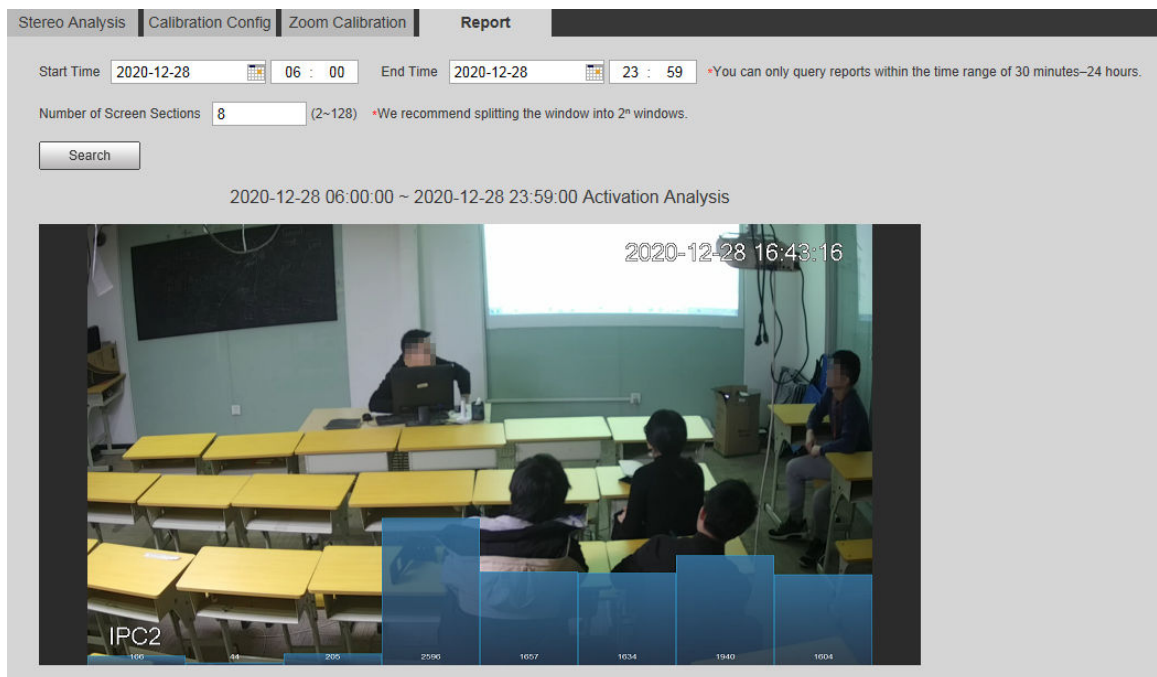 Stereo Analysis Calibration Config Zoom Calibration Report
Start Time 2020-12-28 06 : 00 End Time 2020-12-28 23 : 59 *You can only query reports within the time range of 30 minutes–24 hours.
Number of Screen Sections 8 (2~128) *We recommend splitting the window into 2ⁿ windows.
Search
2020-12-28 06:00:00 ~ 2020-12-28 23:59:00 Activation Analysis
2020-12-28 16:43:16
IPC2
166 44 205 2596 1657 1634 1940 1604